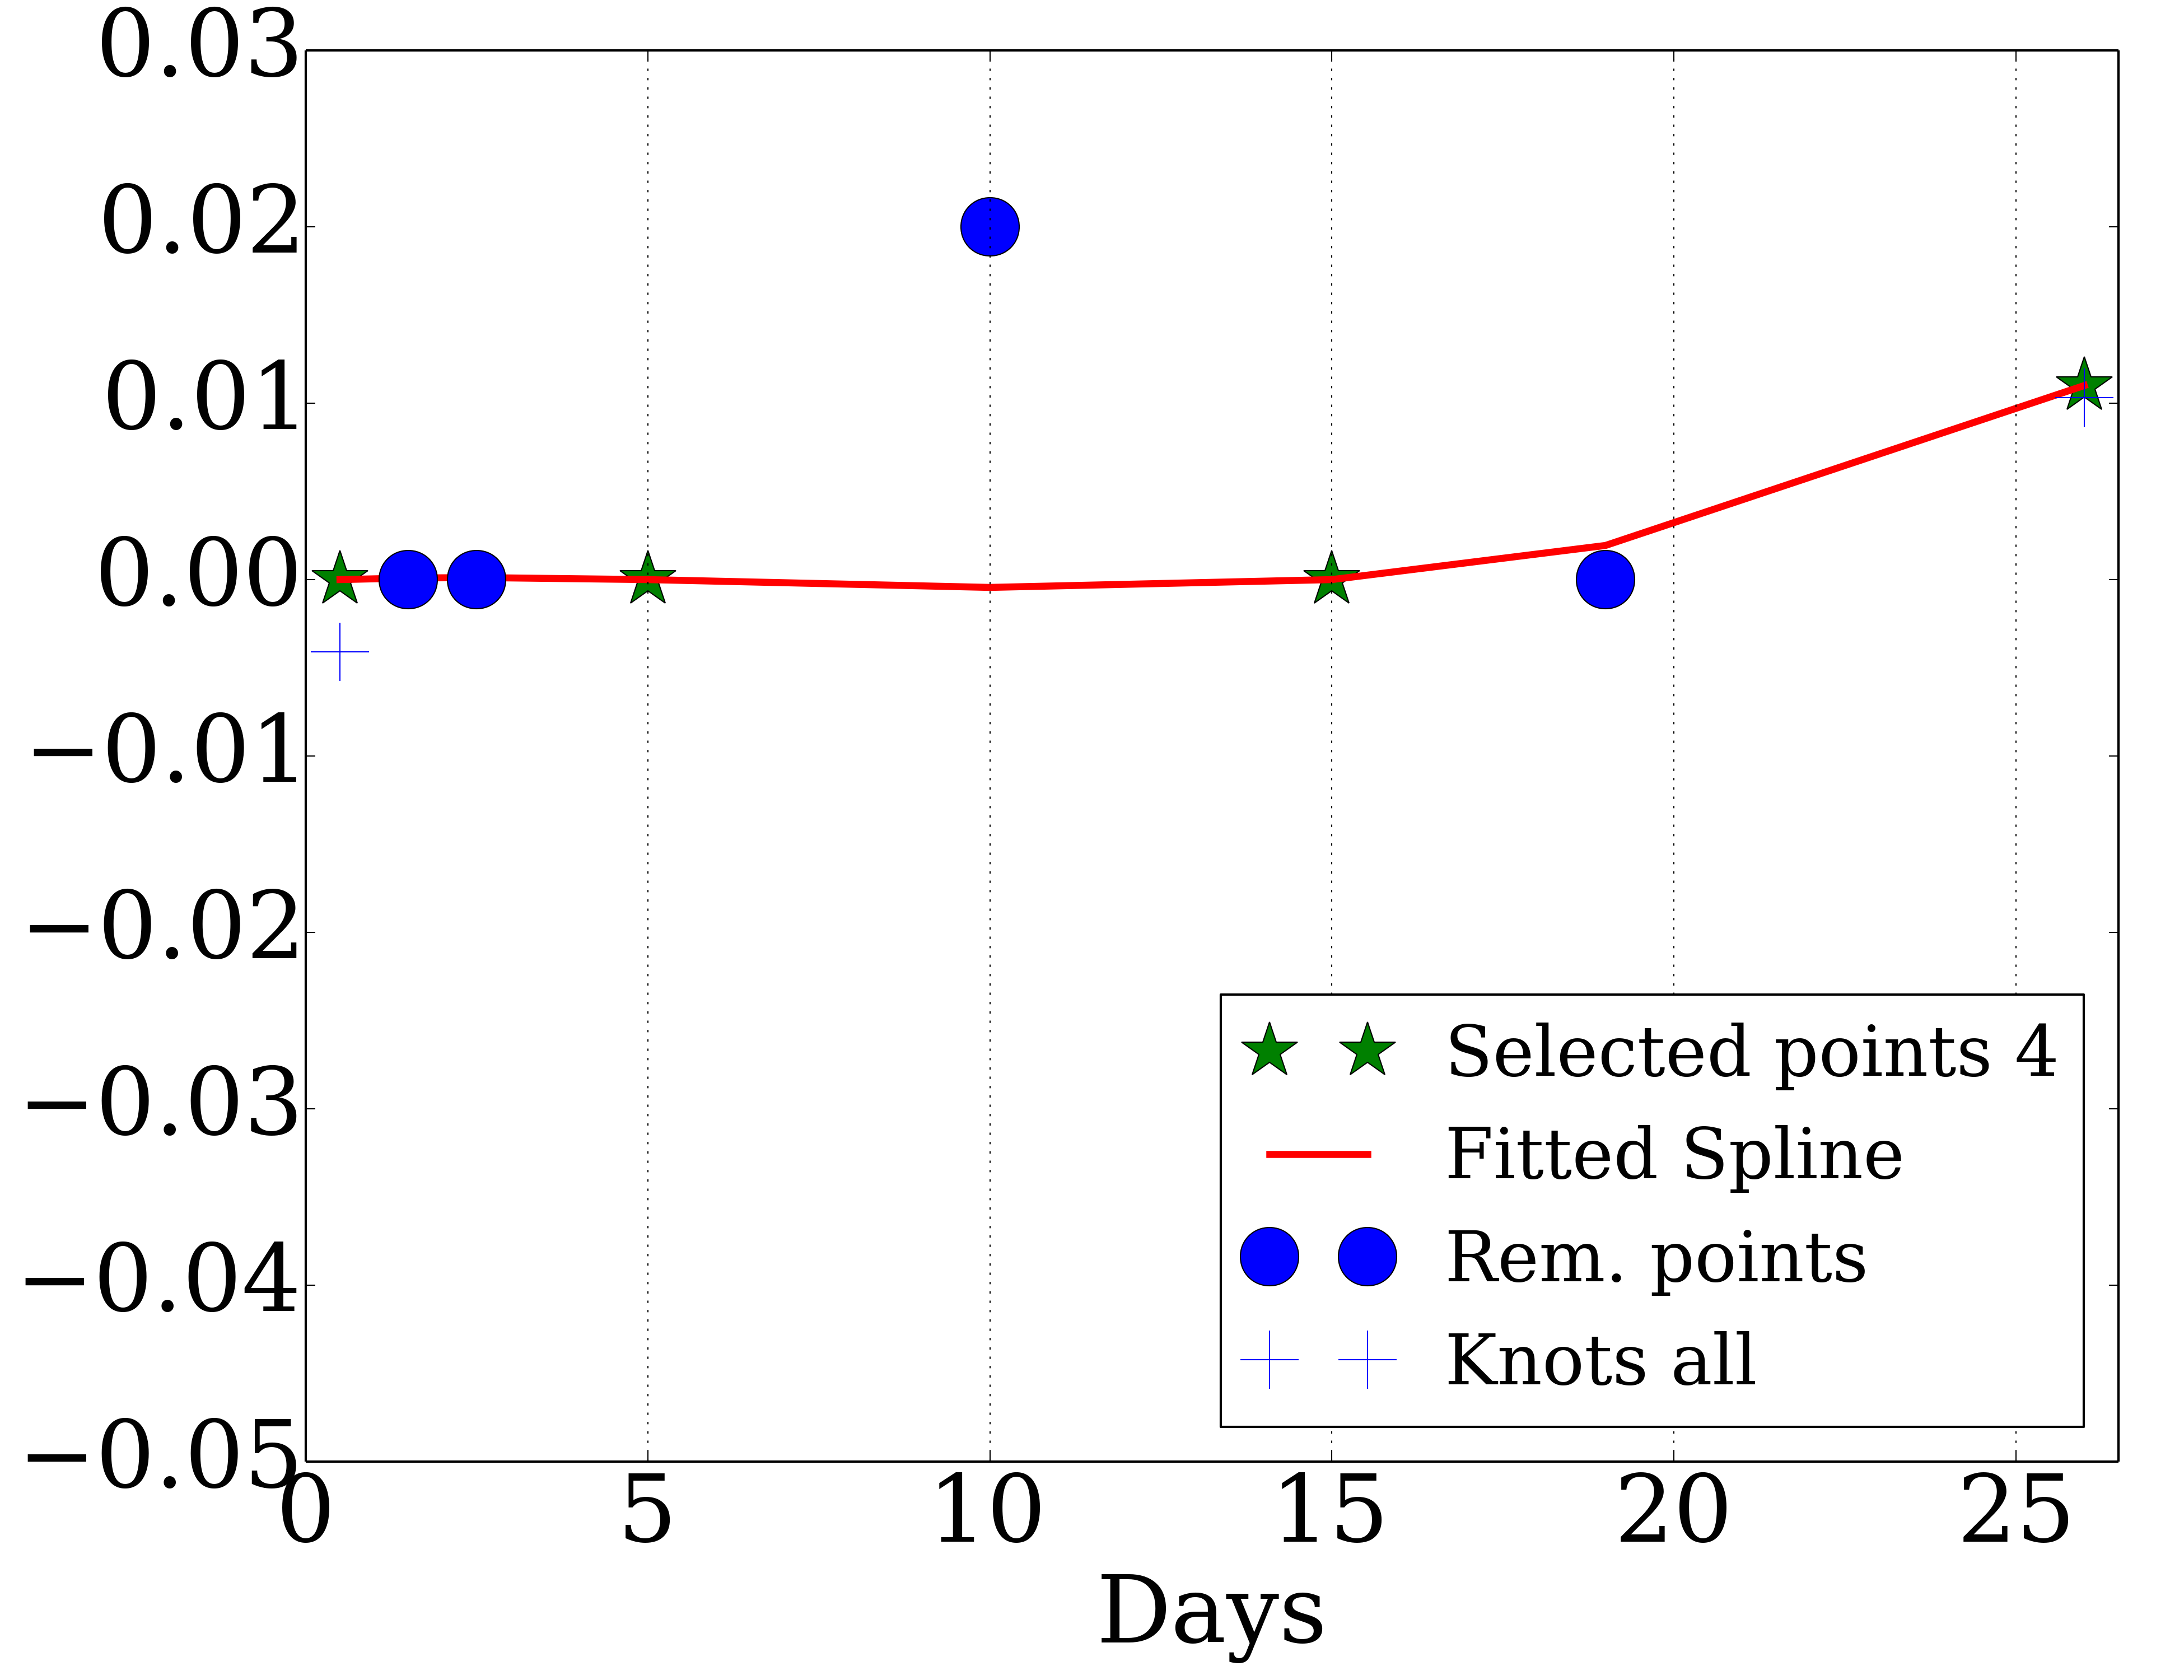 0.03
0.02
0.01
0.00
−0.01
−0.02
−0.03
−0.04
−0.05
0 5 10 15 20 25
Days
Selected points 4
Fitted Spline
Rem. points
Knots all